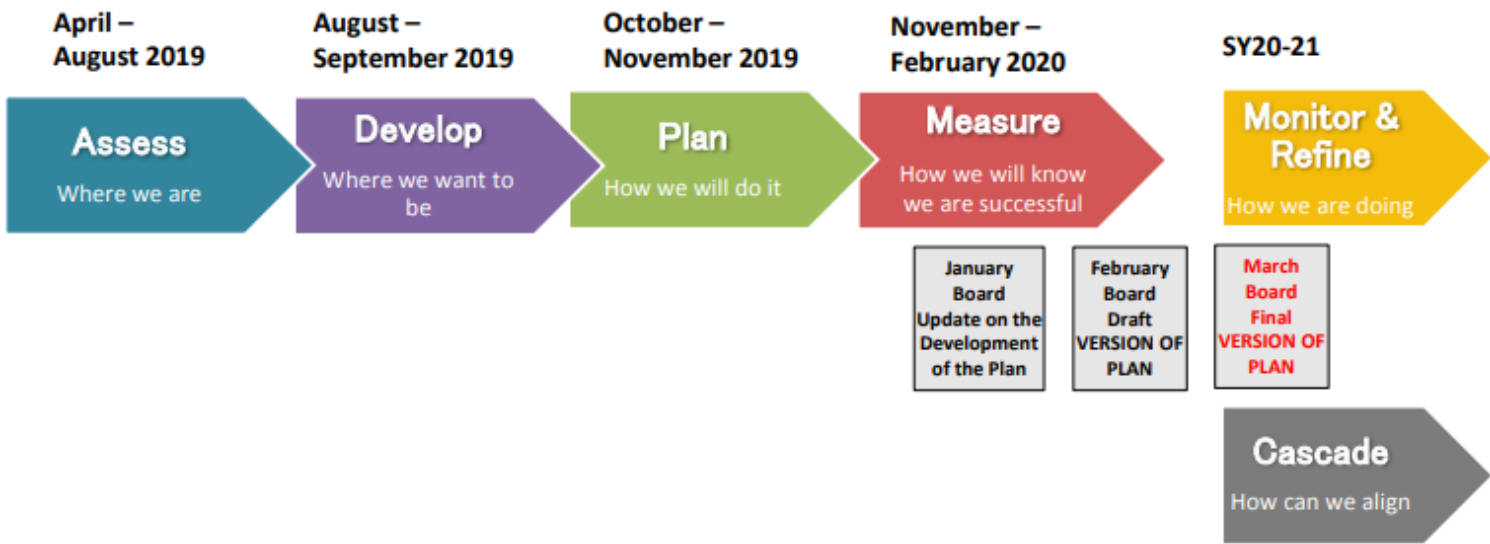 April –
August 2019
August –
September 2019
October –
November 2019
November –
February 2020
SY20-21
Assess
Where we are
Develop
Where we want to
be
Plan
How we will do it
Measure
How we will know
we are successful
Monitor &
Refine
How we are doing
January
Board
Update on the
Development
of the Plan
February
Board
Draft
VERSION OF
PLAN
March
Board
Final
VERSION OF
PLAN
Cascade
How can we align